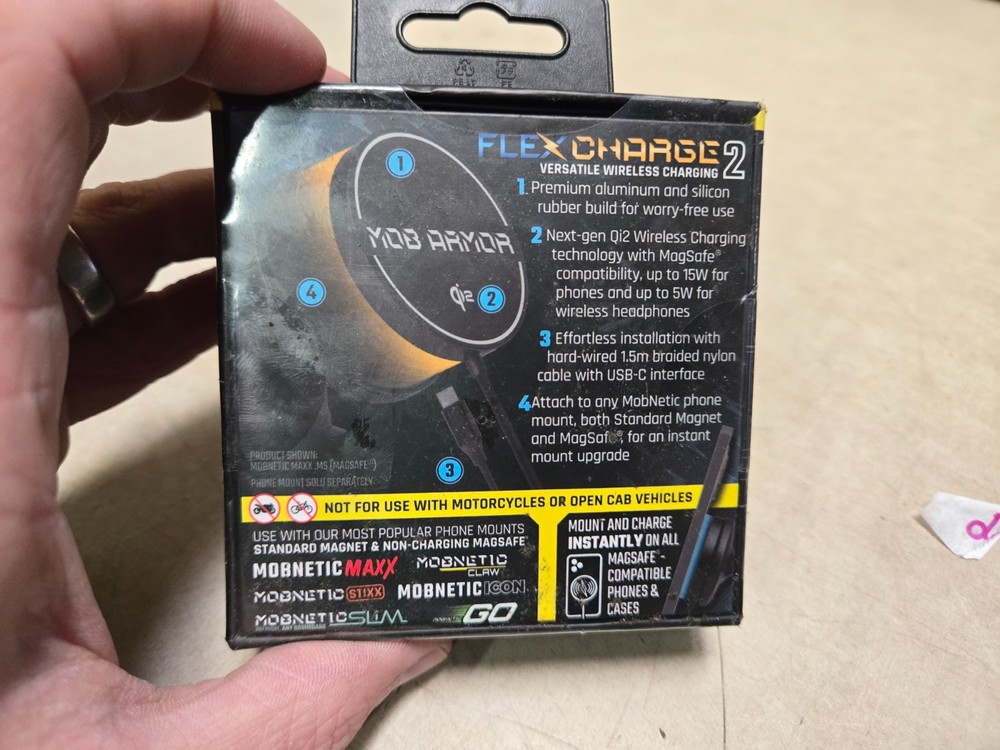 FLEXCHARGE 2
VERSATILE WIRELESS CHARGING
1. Premium aluminum and silicon
rubber build for worry-free use
2 Next-gen Qi2 Wireless Charging
technology with MagSafe®
compatibility, up to 15W for
phones and up to 5W for
wireless headphones
3 Effortless installation with
hard-wired 1.5m braided nylon
cable with USB-C interface
4 Attach to any MobNetic phone
mount, both Standard Magnet
and MagSafe®, for an instant
mount upgrade
1
MOB ARMOR
4
Qi2 2
3
PRODUCT SHOWN:
MOBNETIC MAXX .MS (MAGSAFE®)
PHONE MOUNT SOLD SEPARATELY.
NOT FOR USE WITH MOTORCYCLES OR OPEN CAB VEHICLES
USE WITH OUR MOST POPULAR PHONE MOUNTS
STANDARD MAGNET & NON-CHARGING MAGSAFE
MOBNETIC MAXX
MOBNETIC CLAW
MOBNETIC STIXX
MOBNETIC ICON
MOBNETIC SLIM
GO
MOUNT AND CHARGE
INSTANTLY ON ALL
MAGSAFE™-
COMPATIBLE
PHONES &
CASES